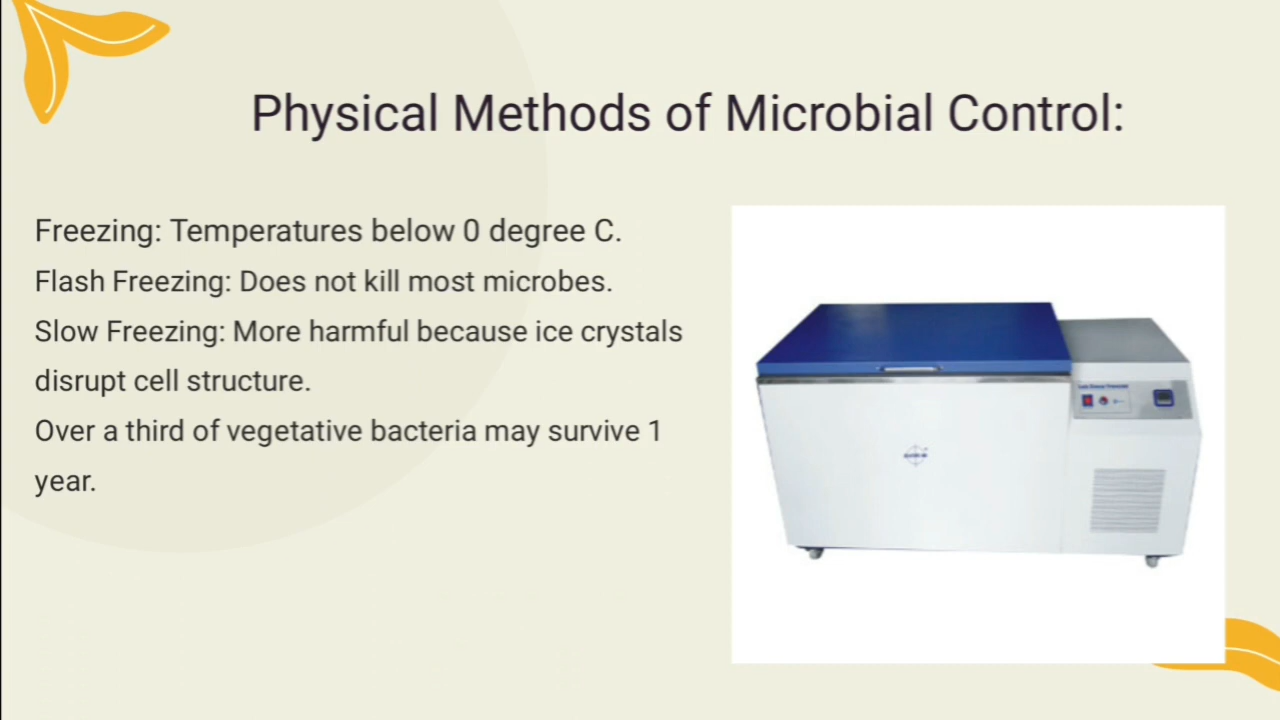 Physical Methods of Microbial Control:
Freezing: Temperatures below 0 degree C.
Flash Freezing: Does not kill most microbes.
Slow Freezing: More harmful because ice crystals
disrupt cell structure.
Over a third of vegetative bacteria may survive 1
year.